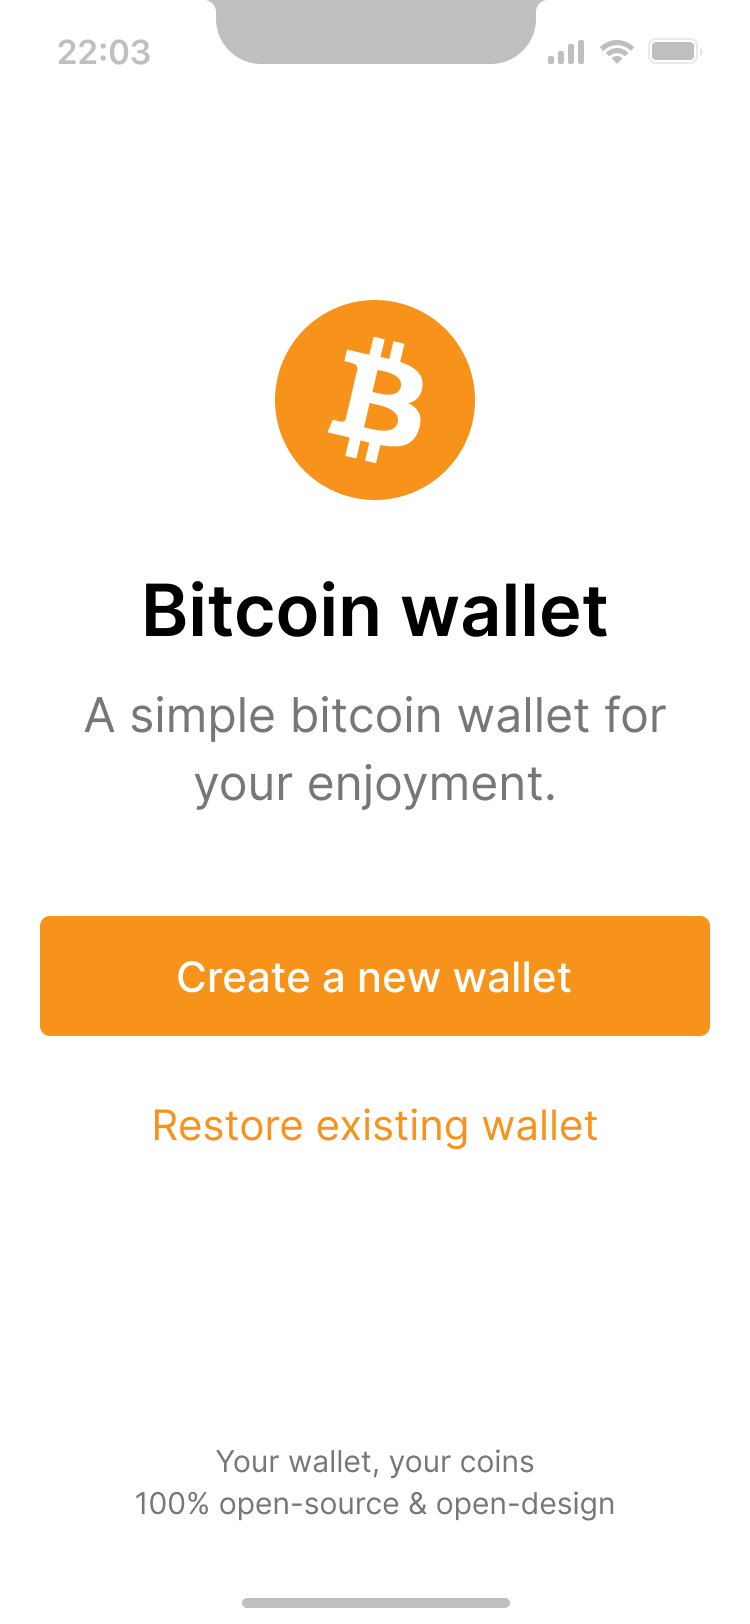 22:03
Bitcoin wallet
A simple bitcoin wallet for
your enjoyment.
Create a new wallet
Restore existing wallet
Your wallet, your coins
100% open-source & open-design